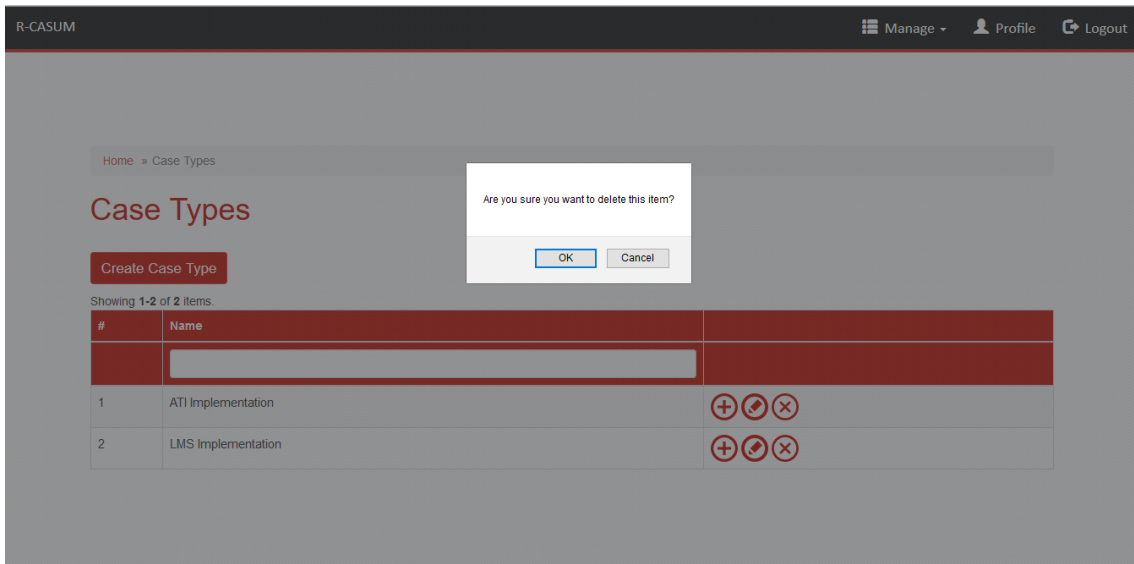 R-CASUM
Manage
Profile
Logout
Home » Case Types
Are you sure you want to delete this item?
Case Types
OK
Cancel
Create Case Type
Showing 1-2 of 2 items.
# Name
1 ATI Implementation
2 LMS Implementation